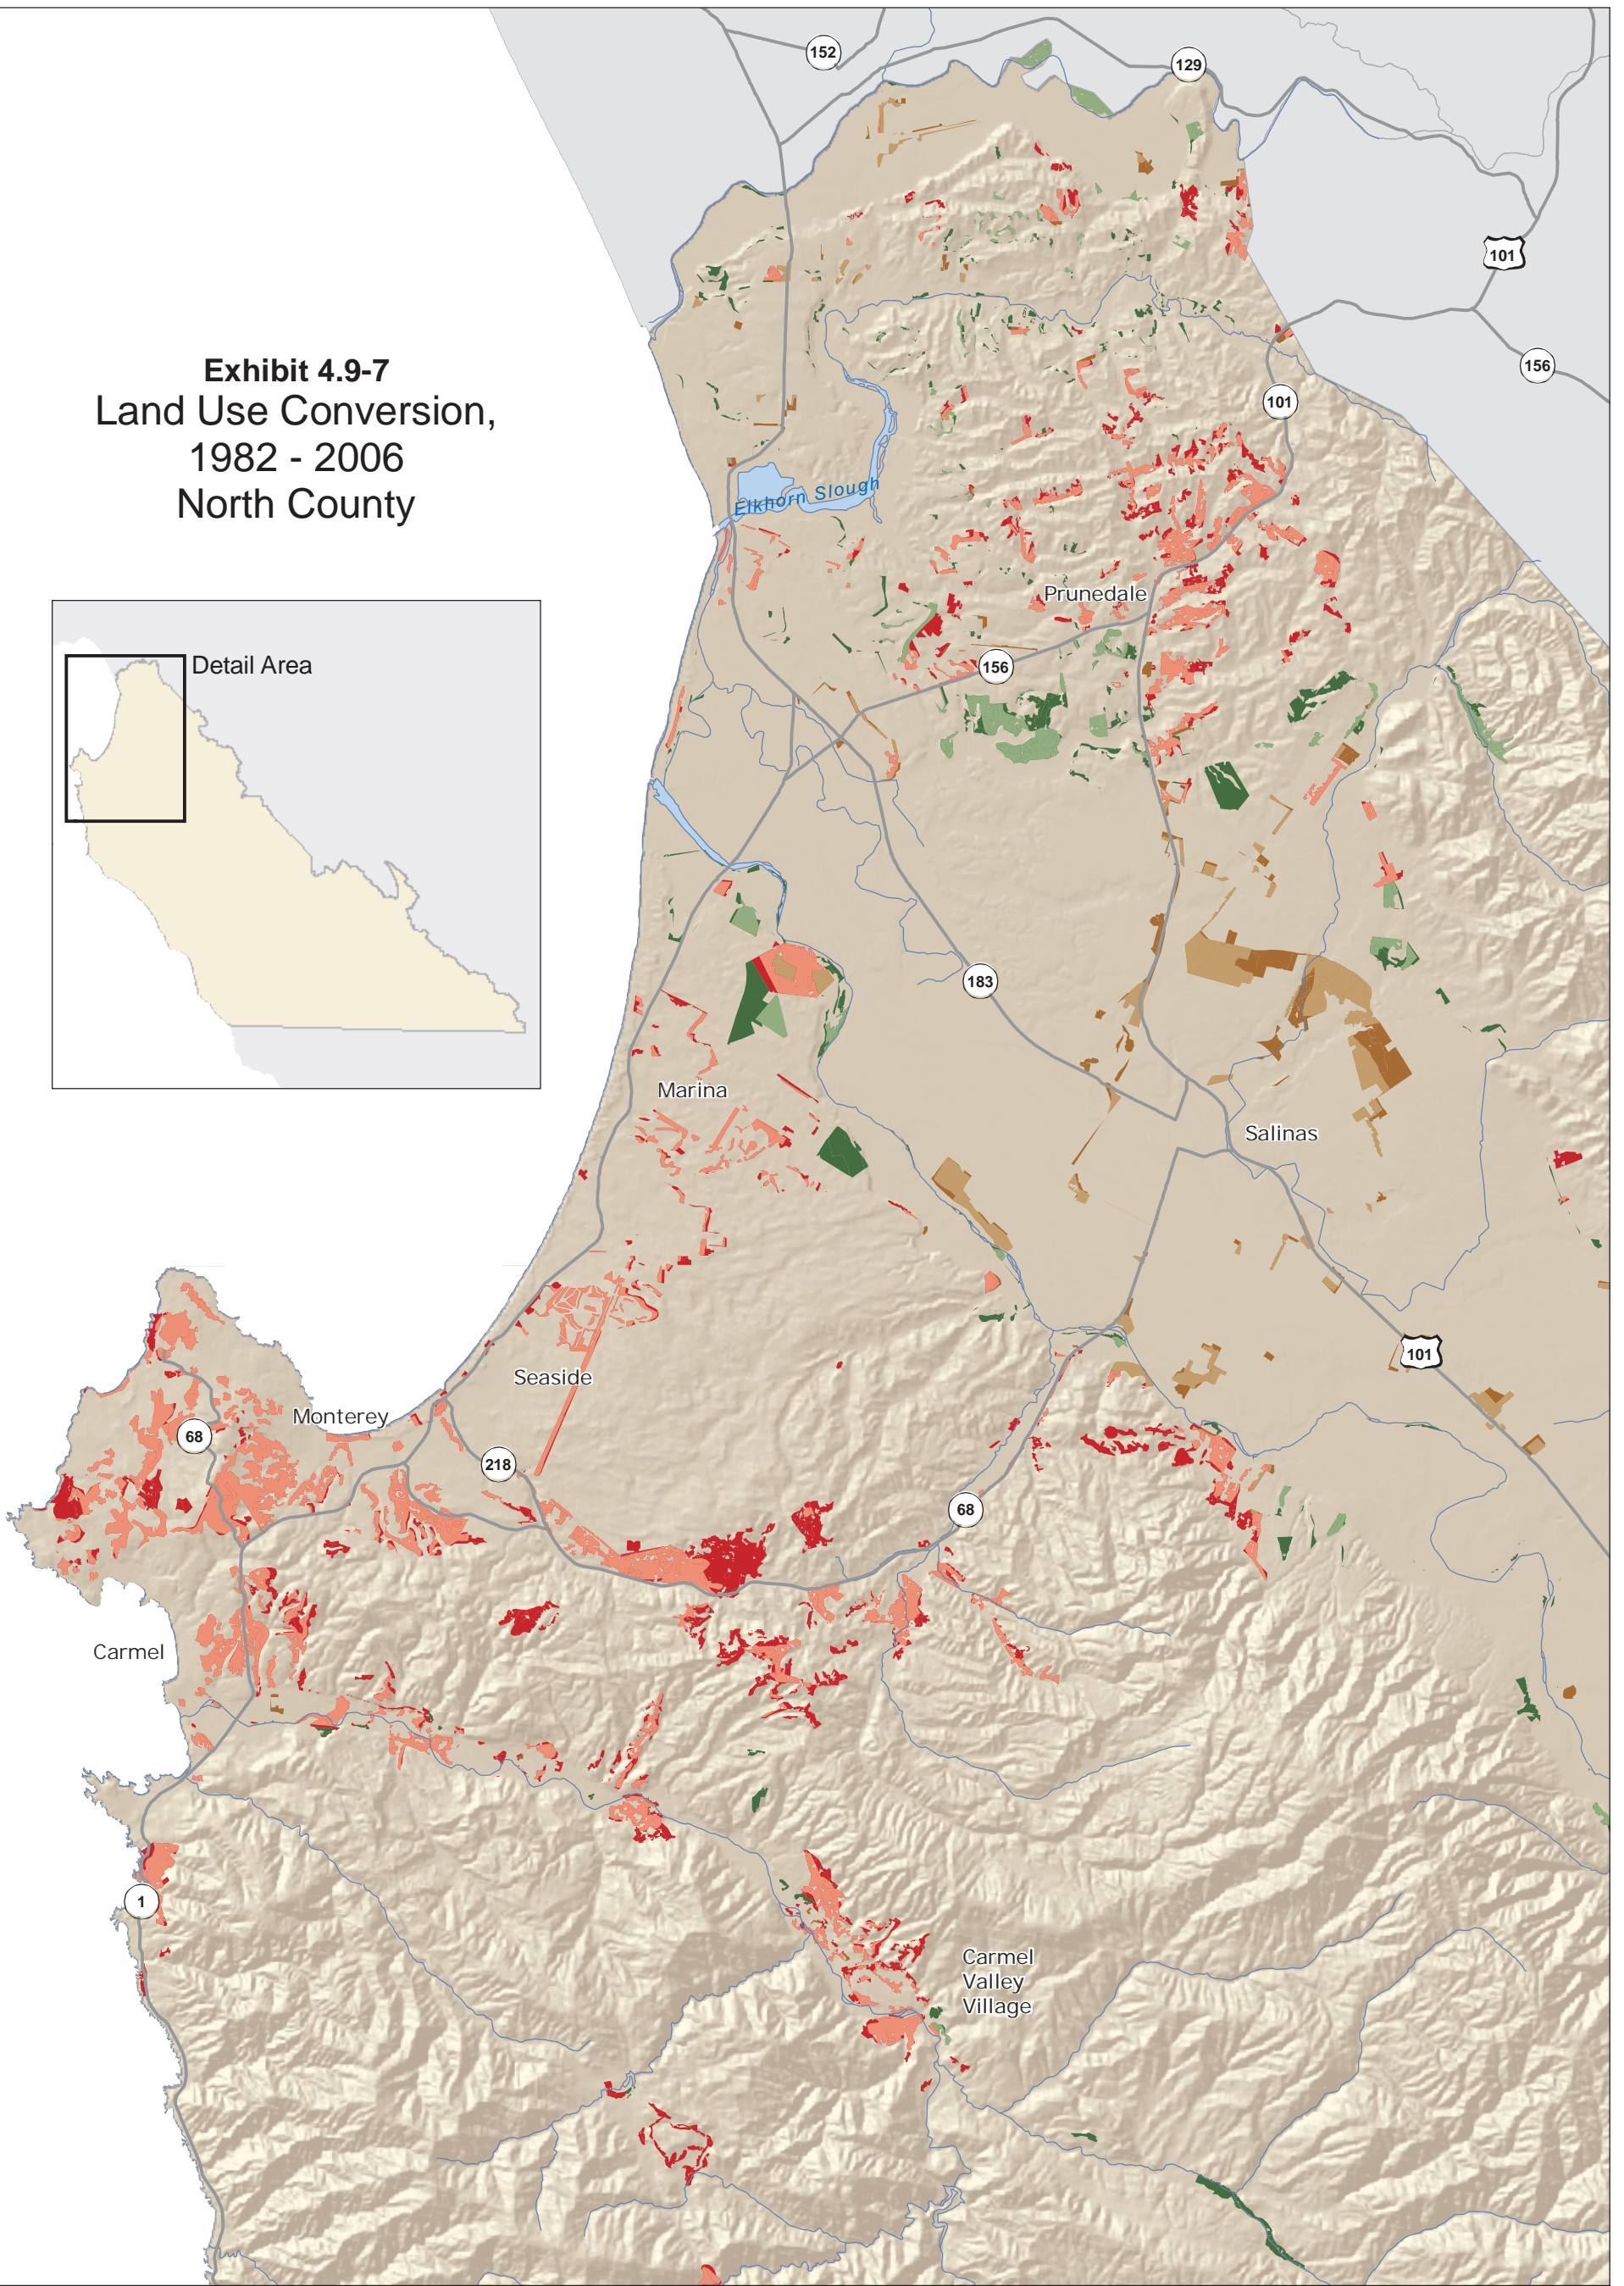 152
129
101
156
Exhibit 4.9-7
Land Use Conversion,
1982 - 2006
North County
101
Elkhorn Slough
Prunedale
156
Detail Area
183
Marina
Salinas
101
Seaside
Monterey
68
218
68
Carmel
1
Carmel
Valley
Village